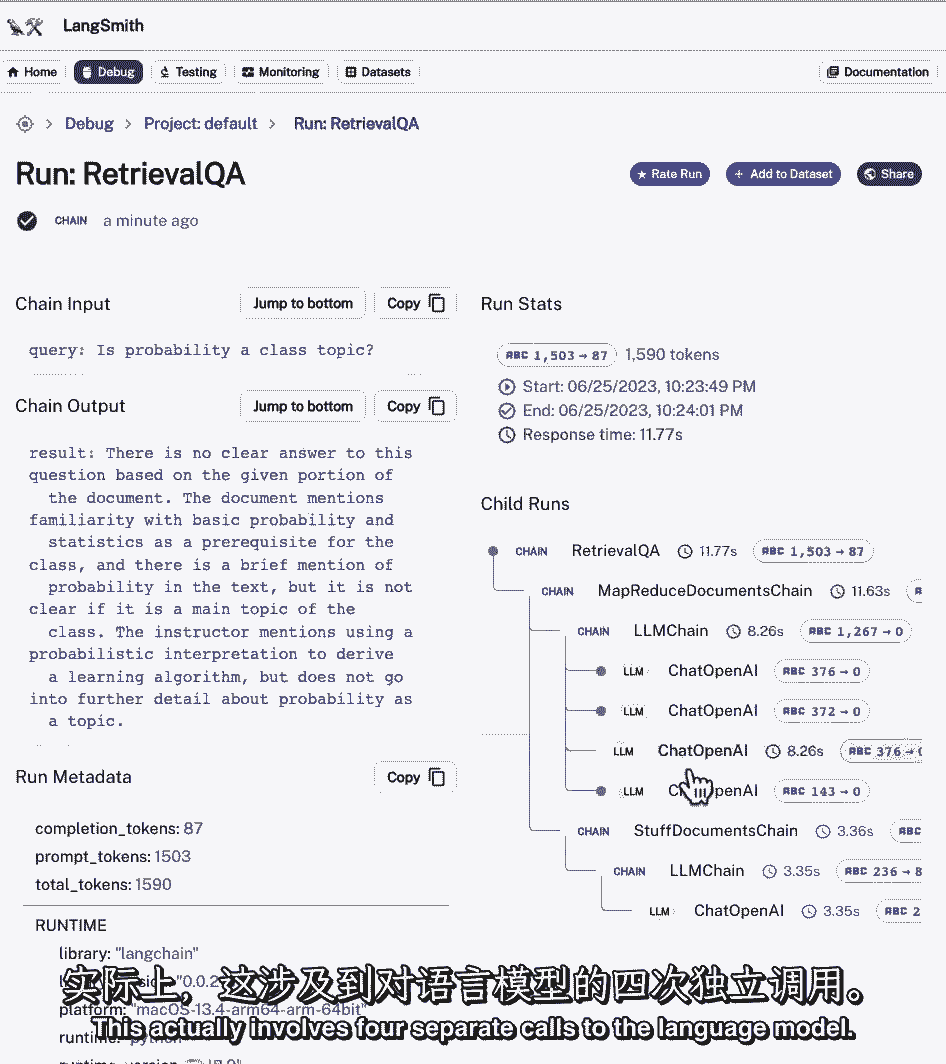 LangSmith
Home Debug Testing Monitoring Datasets Documentation
> Debug > Project: default > Run: RetrievalQA
Run: RetrievalQA
★ Rate Run + Add to Dataset Share
CHAIN a minute ago
Chain Input Jump to bottom Copy
query: Is probability a class topic?
Chain Output Jump to bottom Copy
result: There is no clear answer to this
question based on the given portion of
the document. The document mentions
familiarity with basic probability and
statistics as a prerequisite for the
class, and there is a brief mention of
probability in the text, but it is not
clear if it is a main topic of the
class. The instructor mentions using a
probabilistic interpretation to derive
a learning algorithm, but does not go
into further detail about probability as
a topic.
Run Metadata Copy
completion_tokens: 87
prompt_tokens: 1503
total_tokens: 1590
RUNTIME
library: "langchain"
"0.0.2
platform: "macOS-13.4-arm64-arm-64bit"
runtime: "python"
Run Stats
ABC 1,503 → 87 1,590 tokens
Start: 06/25/2023, 10:23:49 PM
End: 06/25/2023, 10:24:01 PM
Response time: 11.77s
Child Runs
CHAIN RetrievalQA 11.77s ABC 1,503 → 87
CHAIN MapReduceDocumentsChain 11.63s
CHAIN LLMChain 8.26s ABC 1,267 → 0
LLM ChatOpenAI ABC 376 → 0
LLM ChatOpenAI ABC 372 → 0
LLM ChatOpenAI 8.26s ABC 376 →
LLM ChatOpenAI ABC 143 → 0
CHAIN StuffDocumentsChain 3.36s ABC
CHAIN LLMChain 3.35s ABC 236 → 8
LLM ChatOpenAI 3.35s ABC 2
实际上，这涉及到对语言模型的四次独立调用。
This actually involves four separate calls to the language model.